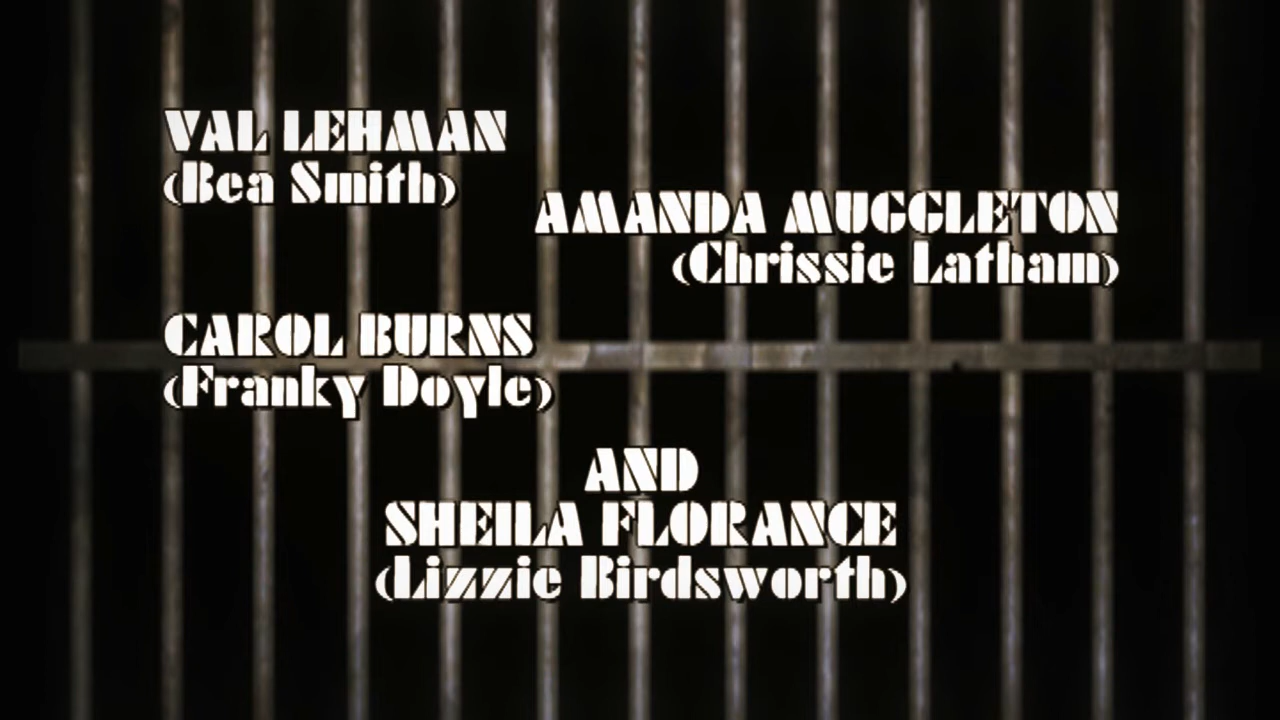 VAL LEHMAN
(Bea Smith)
AMANDA MUGGLETON
(Chrissie Latham)
CAROL BURNS
(Franky Doyle)
AND
SHEILA FLORANCE
(Lizzie Birdsworth)